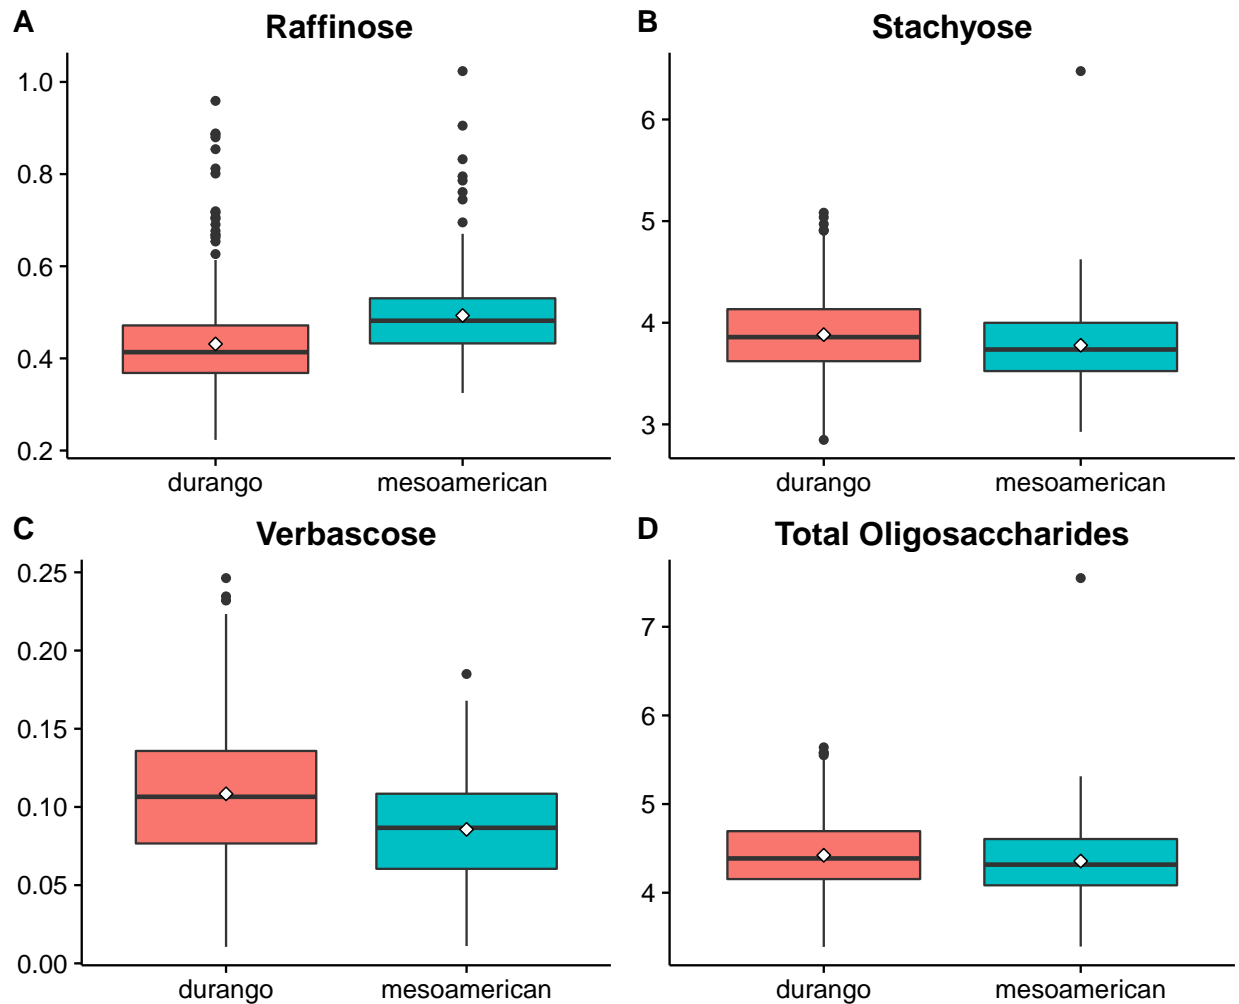 A Raffinose
1.0
0.8
0.6
0.4
0.2
durango mesoamerican
B Stachyose
6
5
4
3
durango mesoamerican
C Verbascose
0.25
0.20
0.15
0.10
0.05
0.00
durango mesoamerican
D Total Oligosaccharides
7
6
5
4
durango mesoamerican